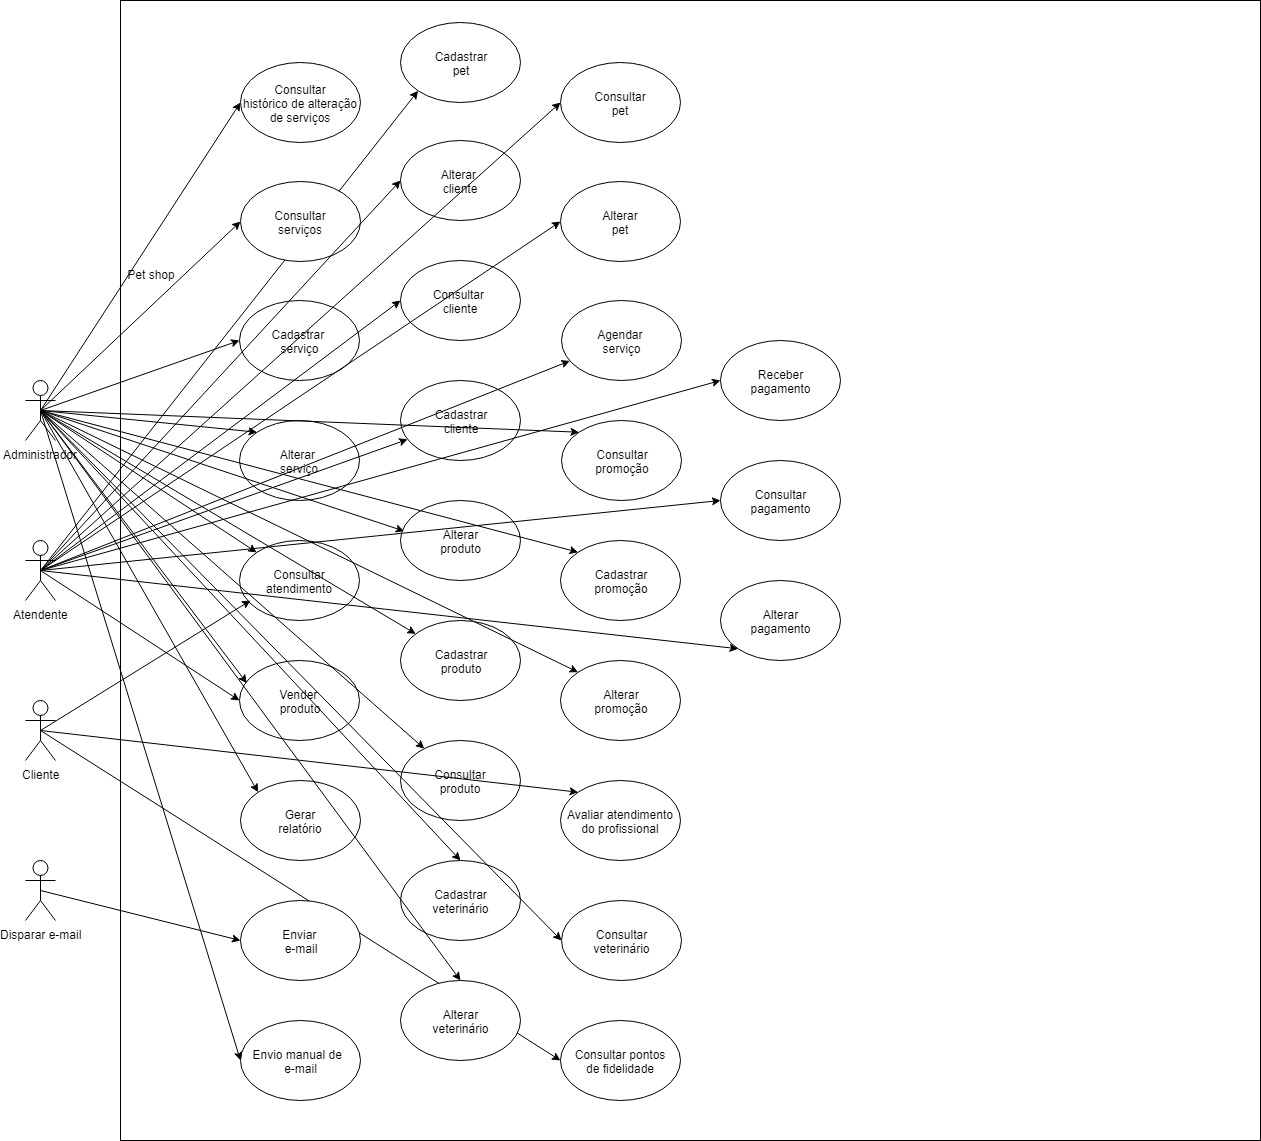 Cadastrar
pet
Consultar
histórico de alteração
de serviços
Consultar
pet
Alterar
cliente
Consultar
serviços
Alterar
pet
Pet shop
Consultar
cliente
Cadastrar
serviço
Agendar
serviço
Receber
pagamento
Cadastrar
cliente
Administrador
Alterar
serviço
Consultar
promoção
Consultar
pagamento
Alterar
produto
Consultar
atendimento
Cadastrar
promoção
Atendente
Alterar
pagamento
Cadastrar
produto
Vender
produto
Alterar
promoção
Cliente
Consultar
produto
Gerar
relatório
Avaliar atendimento
do profissional
Cadastrar
veterinário
Disparar e-mail
Enviar
e-mail
Consultar
veterinário
Alterar
veterinário
Envio manual de
e-mail
Consultar pontos
de fidelidade